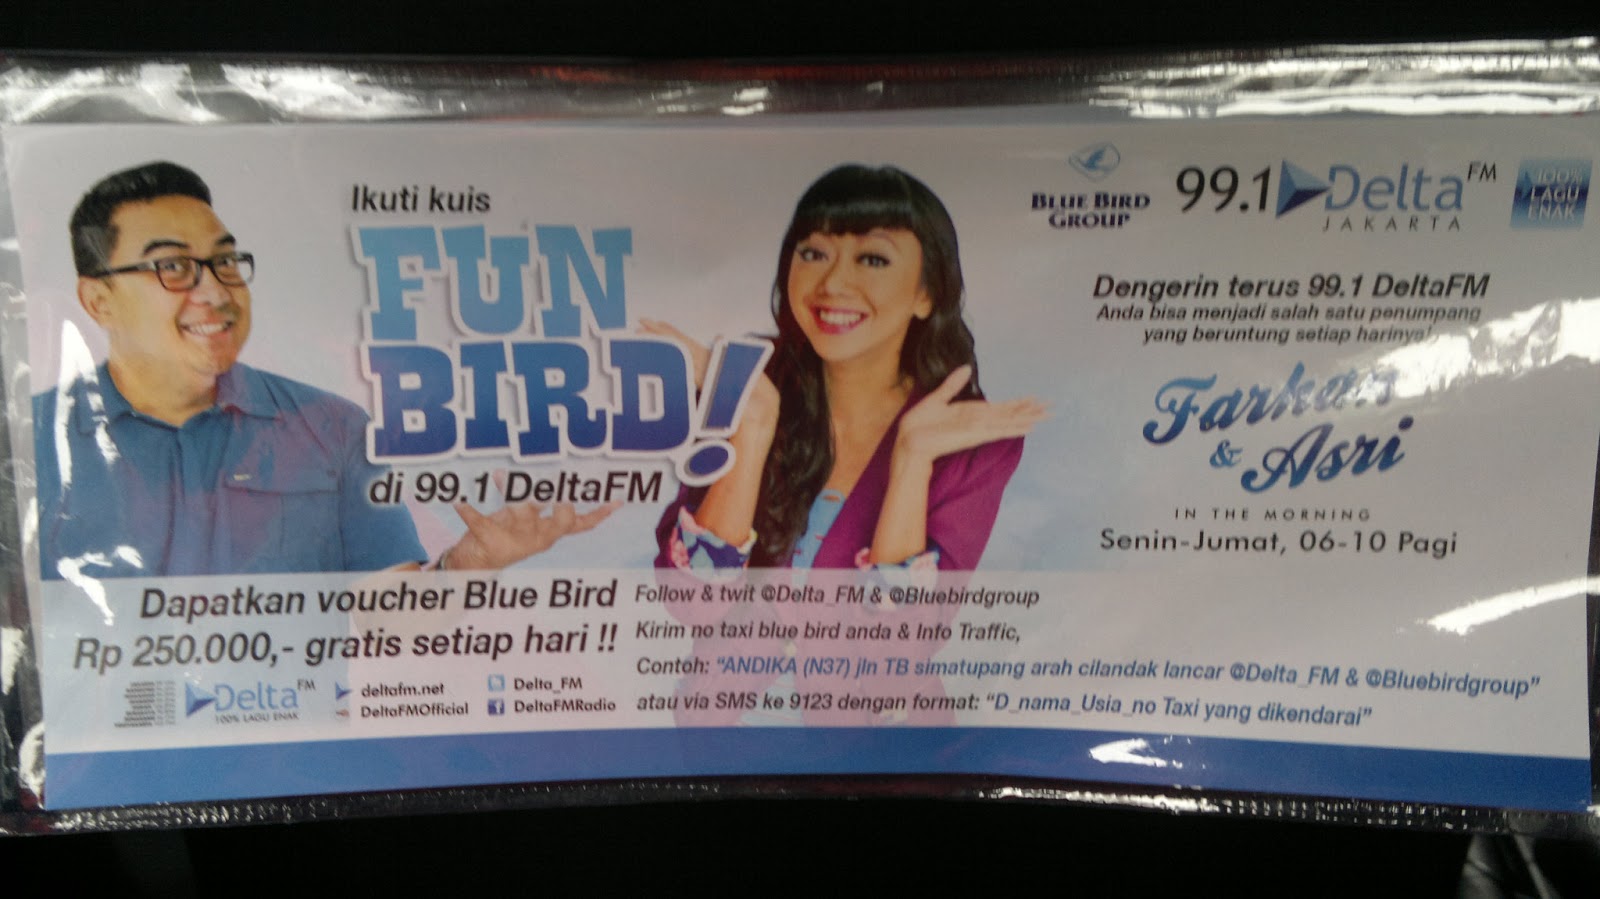 Ikuti kuis
FUN
BIRD!
di 99.1 DeltaFM
BLUE BIRD
GROUP
99.1 Delta FM
JAKARTA
100%
LAGU
ENAK
Dengerin terus 99.1 DeltaFM
Anda bisa menjadi salah satu penumpang
yang beruntung setiap harinya!
Farhan
& Asri
IN THE MORNING
Senin-Jumat, 06-10 Pagi
Dapatkan voucher Blue Bird
Rp 250.000,- gratis setiap hari !!
Delta FM
100% LAGU ENAK
deltafm.net
DeltaFMOfficial
Delta_FM
DeltaFMRadio
Follow & twit @Delta_FM & @Bluebirdgroup
Kirim no taxi blue bird anda & Info Traffic,
Contoh: “ANDIKA (N37) jln TB simatupang arah cilandak lancar @Delta_FM & @Bluebirdgroup”
atau via SMS ke 9123 dengan format: “D_nama_Usia_no Taxi yang dikendarai”